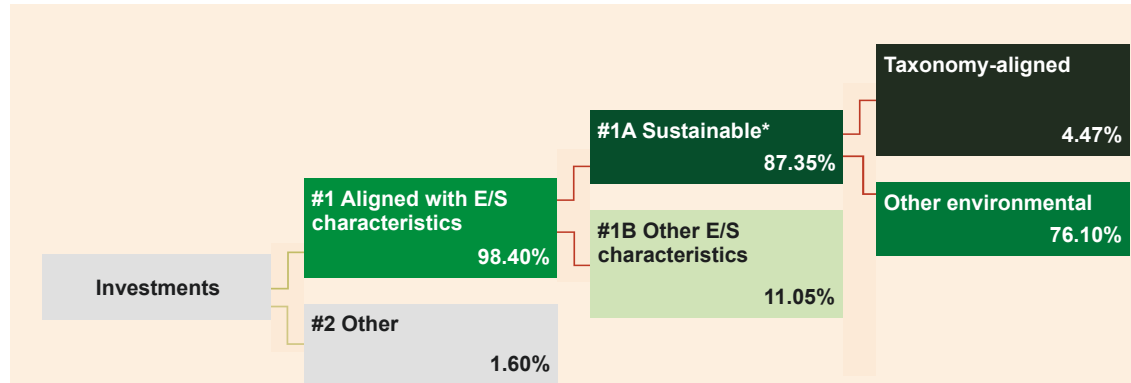 Investments
#1 Aligned with E/S
characteristics
98.40%
#2 Other
1.60%
#1A Sustainable*
87.35%
#1B Other E/S
characteristics
11.05%
Taxonomy-aligned
4.47%
Other environmental
76.10%